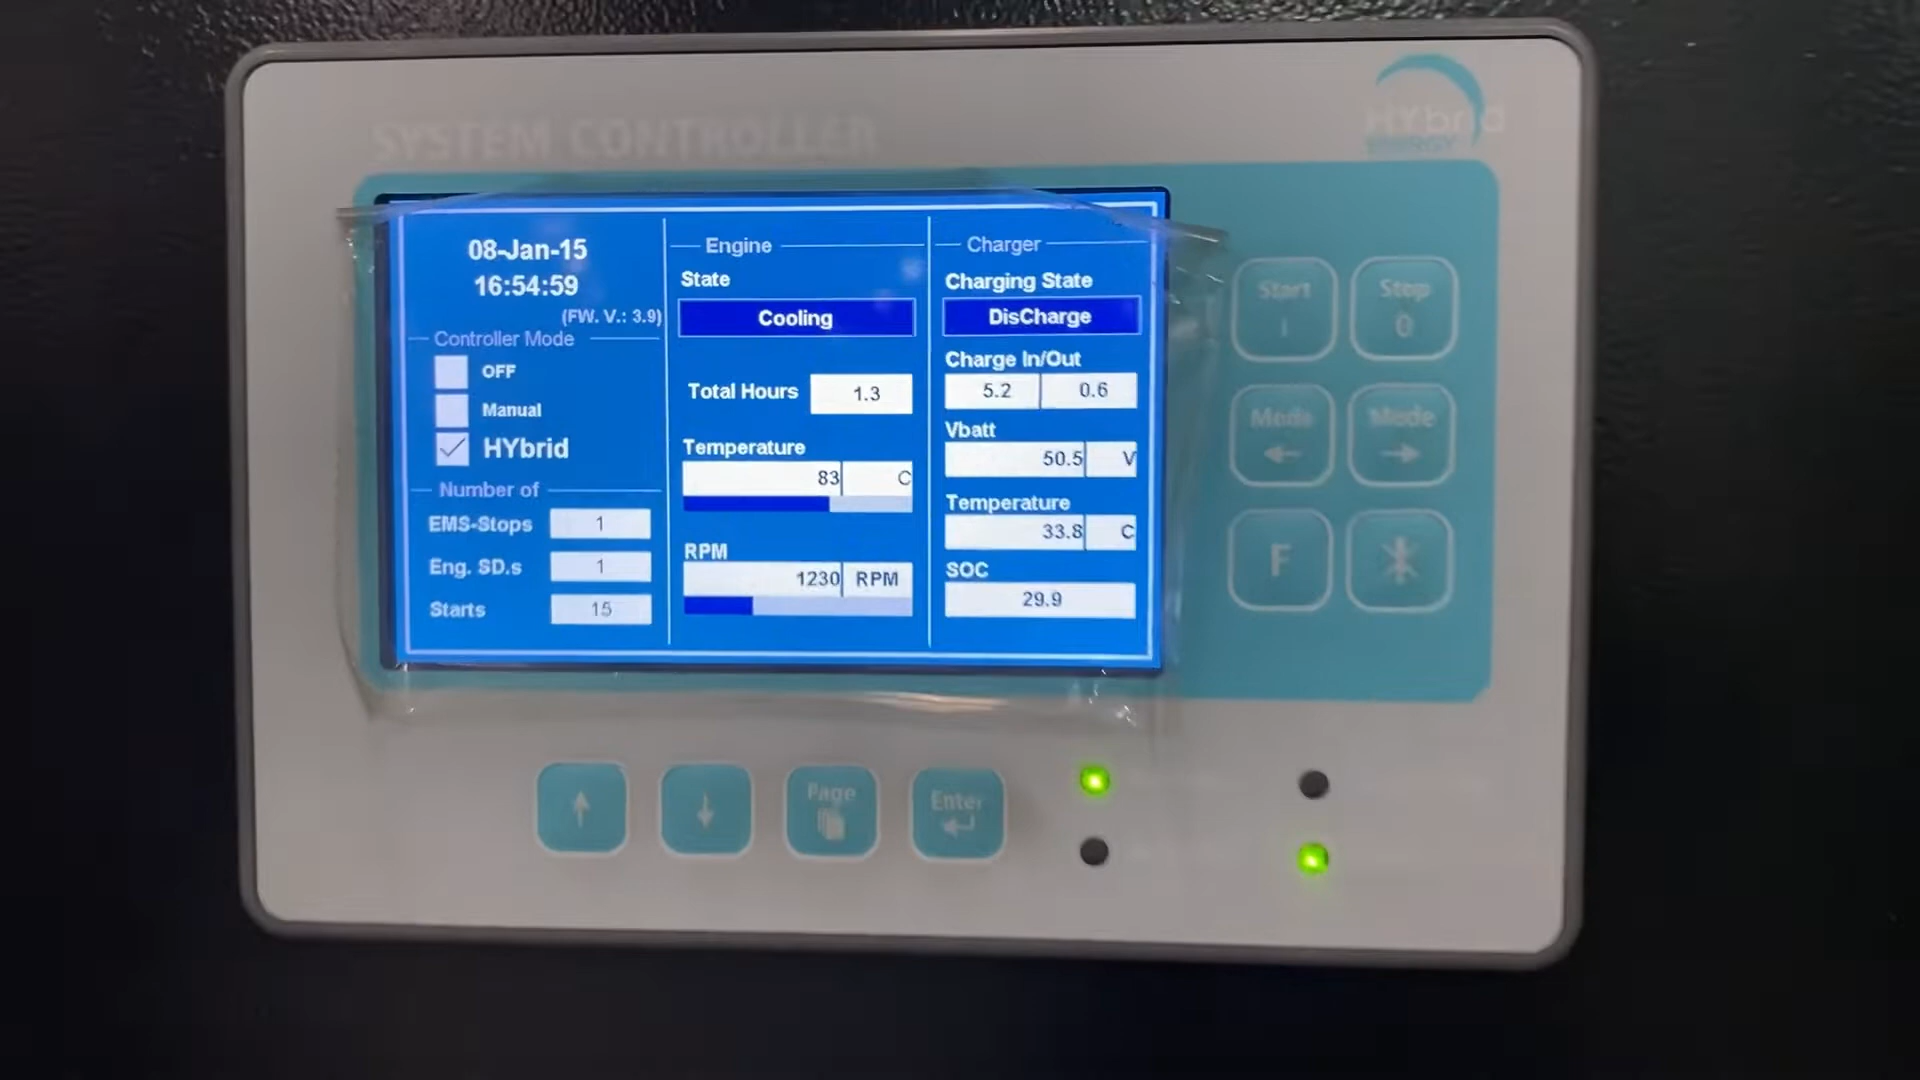 SYSTEM CONTROLLER
HYbrid
ENERGY
08-Jan-15
16:54:59
(FW. V.: 3.9)
Controller Mode
OFF
Manual
HYbrid
Number of
EMS-Stops 1
Eng. SD.s 1
Starts 15
Engine
State
Cooling
Total Hours 1.3
Temperature
83 C
RPM
1230 RPM
Charger
Charging State
DisCharge
Charge In/Out
5.2 0.6
Vbatt
50.5 V
Temperature
33.8 C
SOC
29.9
Start
I
Stop
0
Mode
Mode
F
Page
Enter